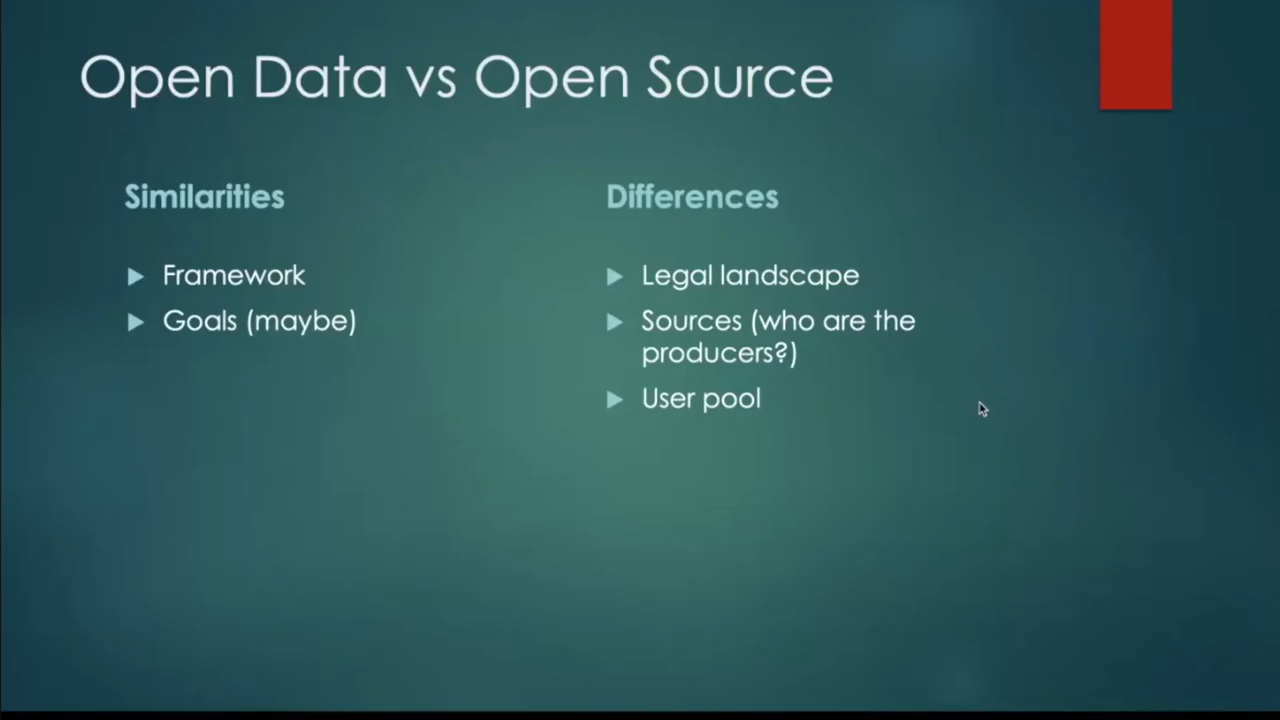 Open Data vs Open Source
Similarities
Framework
Goals (maybe)
Differences
Legal landscape
Sources (who are the
producers?)
User pool